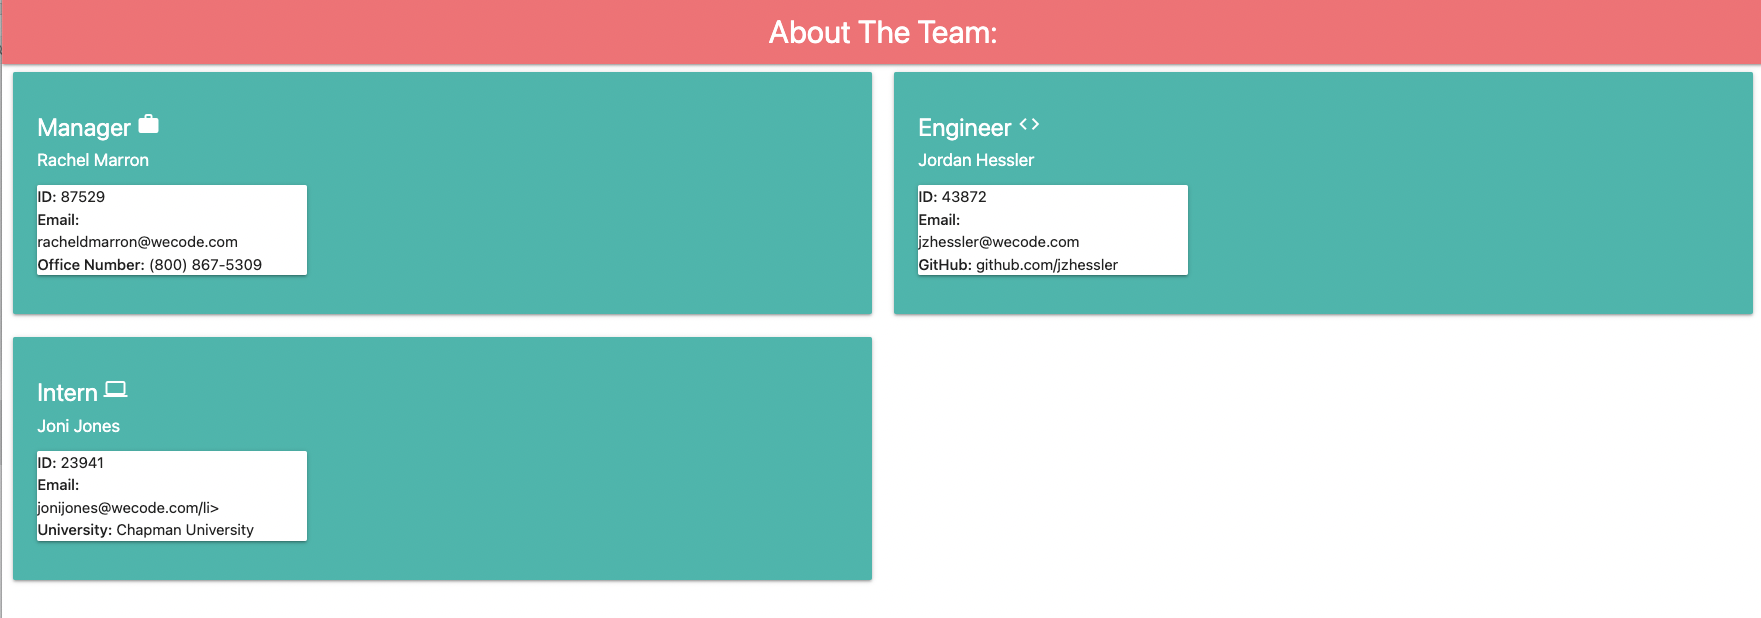 About The Team:
Manager
Rachel Marron
ID: 87529
Email:
racheldmarron@wecode.com
Office Number: (800) 867-5309
Engineer
Jordan Hessler
ID: 43872
Email:
jzhessler@wecode.com
GitHub: github.com/jzhessler
Intern
Joni Jones
ID: 23941
Email:
jonijones@wecode.com/li>
University: Chapman University